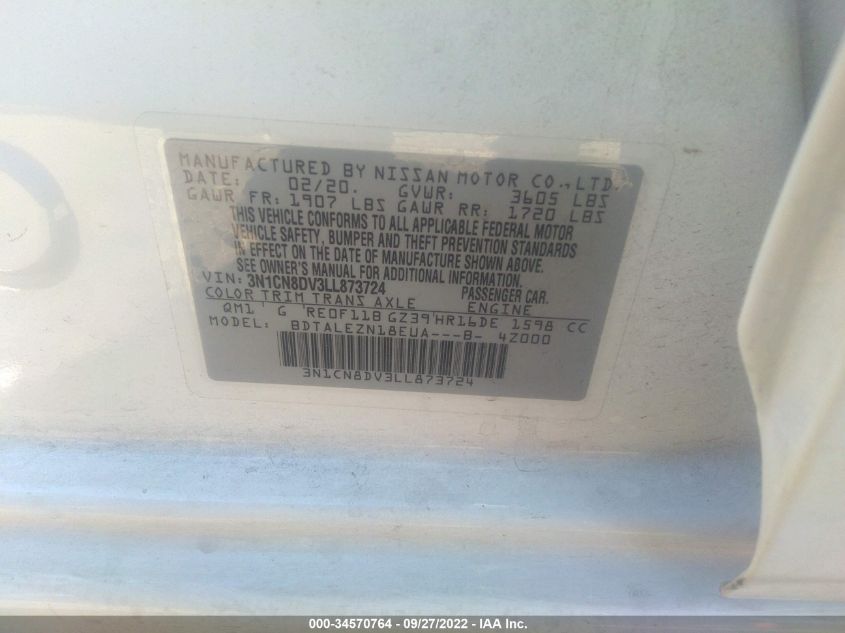 MANUFACTURED BY NISSAN MOTOR CO., LTD.
DATE: 02/20. GVWR: 3605 LBS
GAWR FR: 1907 LBS GAWR RR: 1720 LBS
THIS VEHICLE CONFORMS TO ALL APPLICABLE FEDERAL MOTOR
VEHICLE SAFETY, BUMPER AND THEFT PREVENTION STANDARDS
IN EFFECT ON THE DATE OF MANUFACTURE SHOWN ABOVE.
SEE OWNERS MANUAL FOR ADDITIONAL INFORMATION.
VIN: 3N1CN8DV3LL873724 PASSENGER CAR.
COLOR TRIM TRANS AXLE ENGINE
QM1 G RE0F11B GZ39 HR16DE 1598 CC
MODEL: BDTALEZN18EUA---B- 4Z000
3N1CN8DV3LL873724
000-34570764 - 09/27/2022 - IAA Inc.